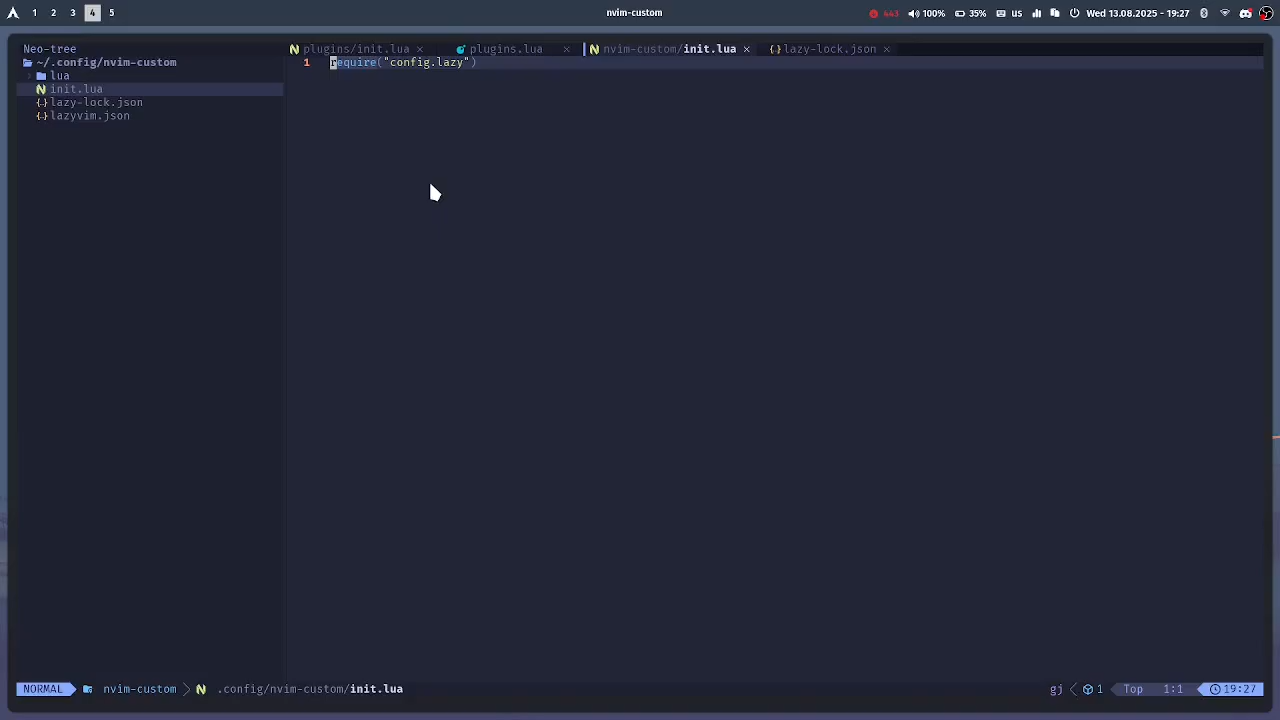 1 2 3 4 5 nvim-custom 443 100% 35% us Wed 13.08.2025 - 19:27
Neo-tree plugins/init.lua × plugins.lua × nvim-custom/init.lua × {} lazy-lock.json ×
~/.config/nvim-custom 1 require("config.lazy")
lua
init.lua
{} lazy-lock.json
{} lazyvim.json
NORMAL nvim-custom .config/nvim-custom/init.lua gj 1 Top 1:1 19:27